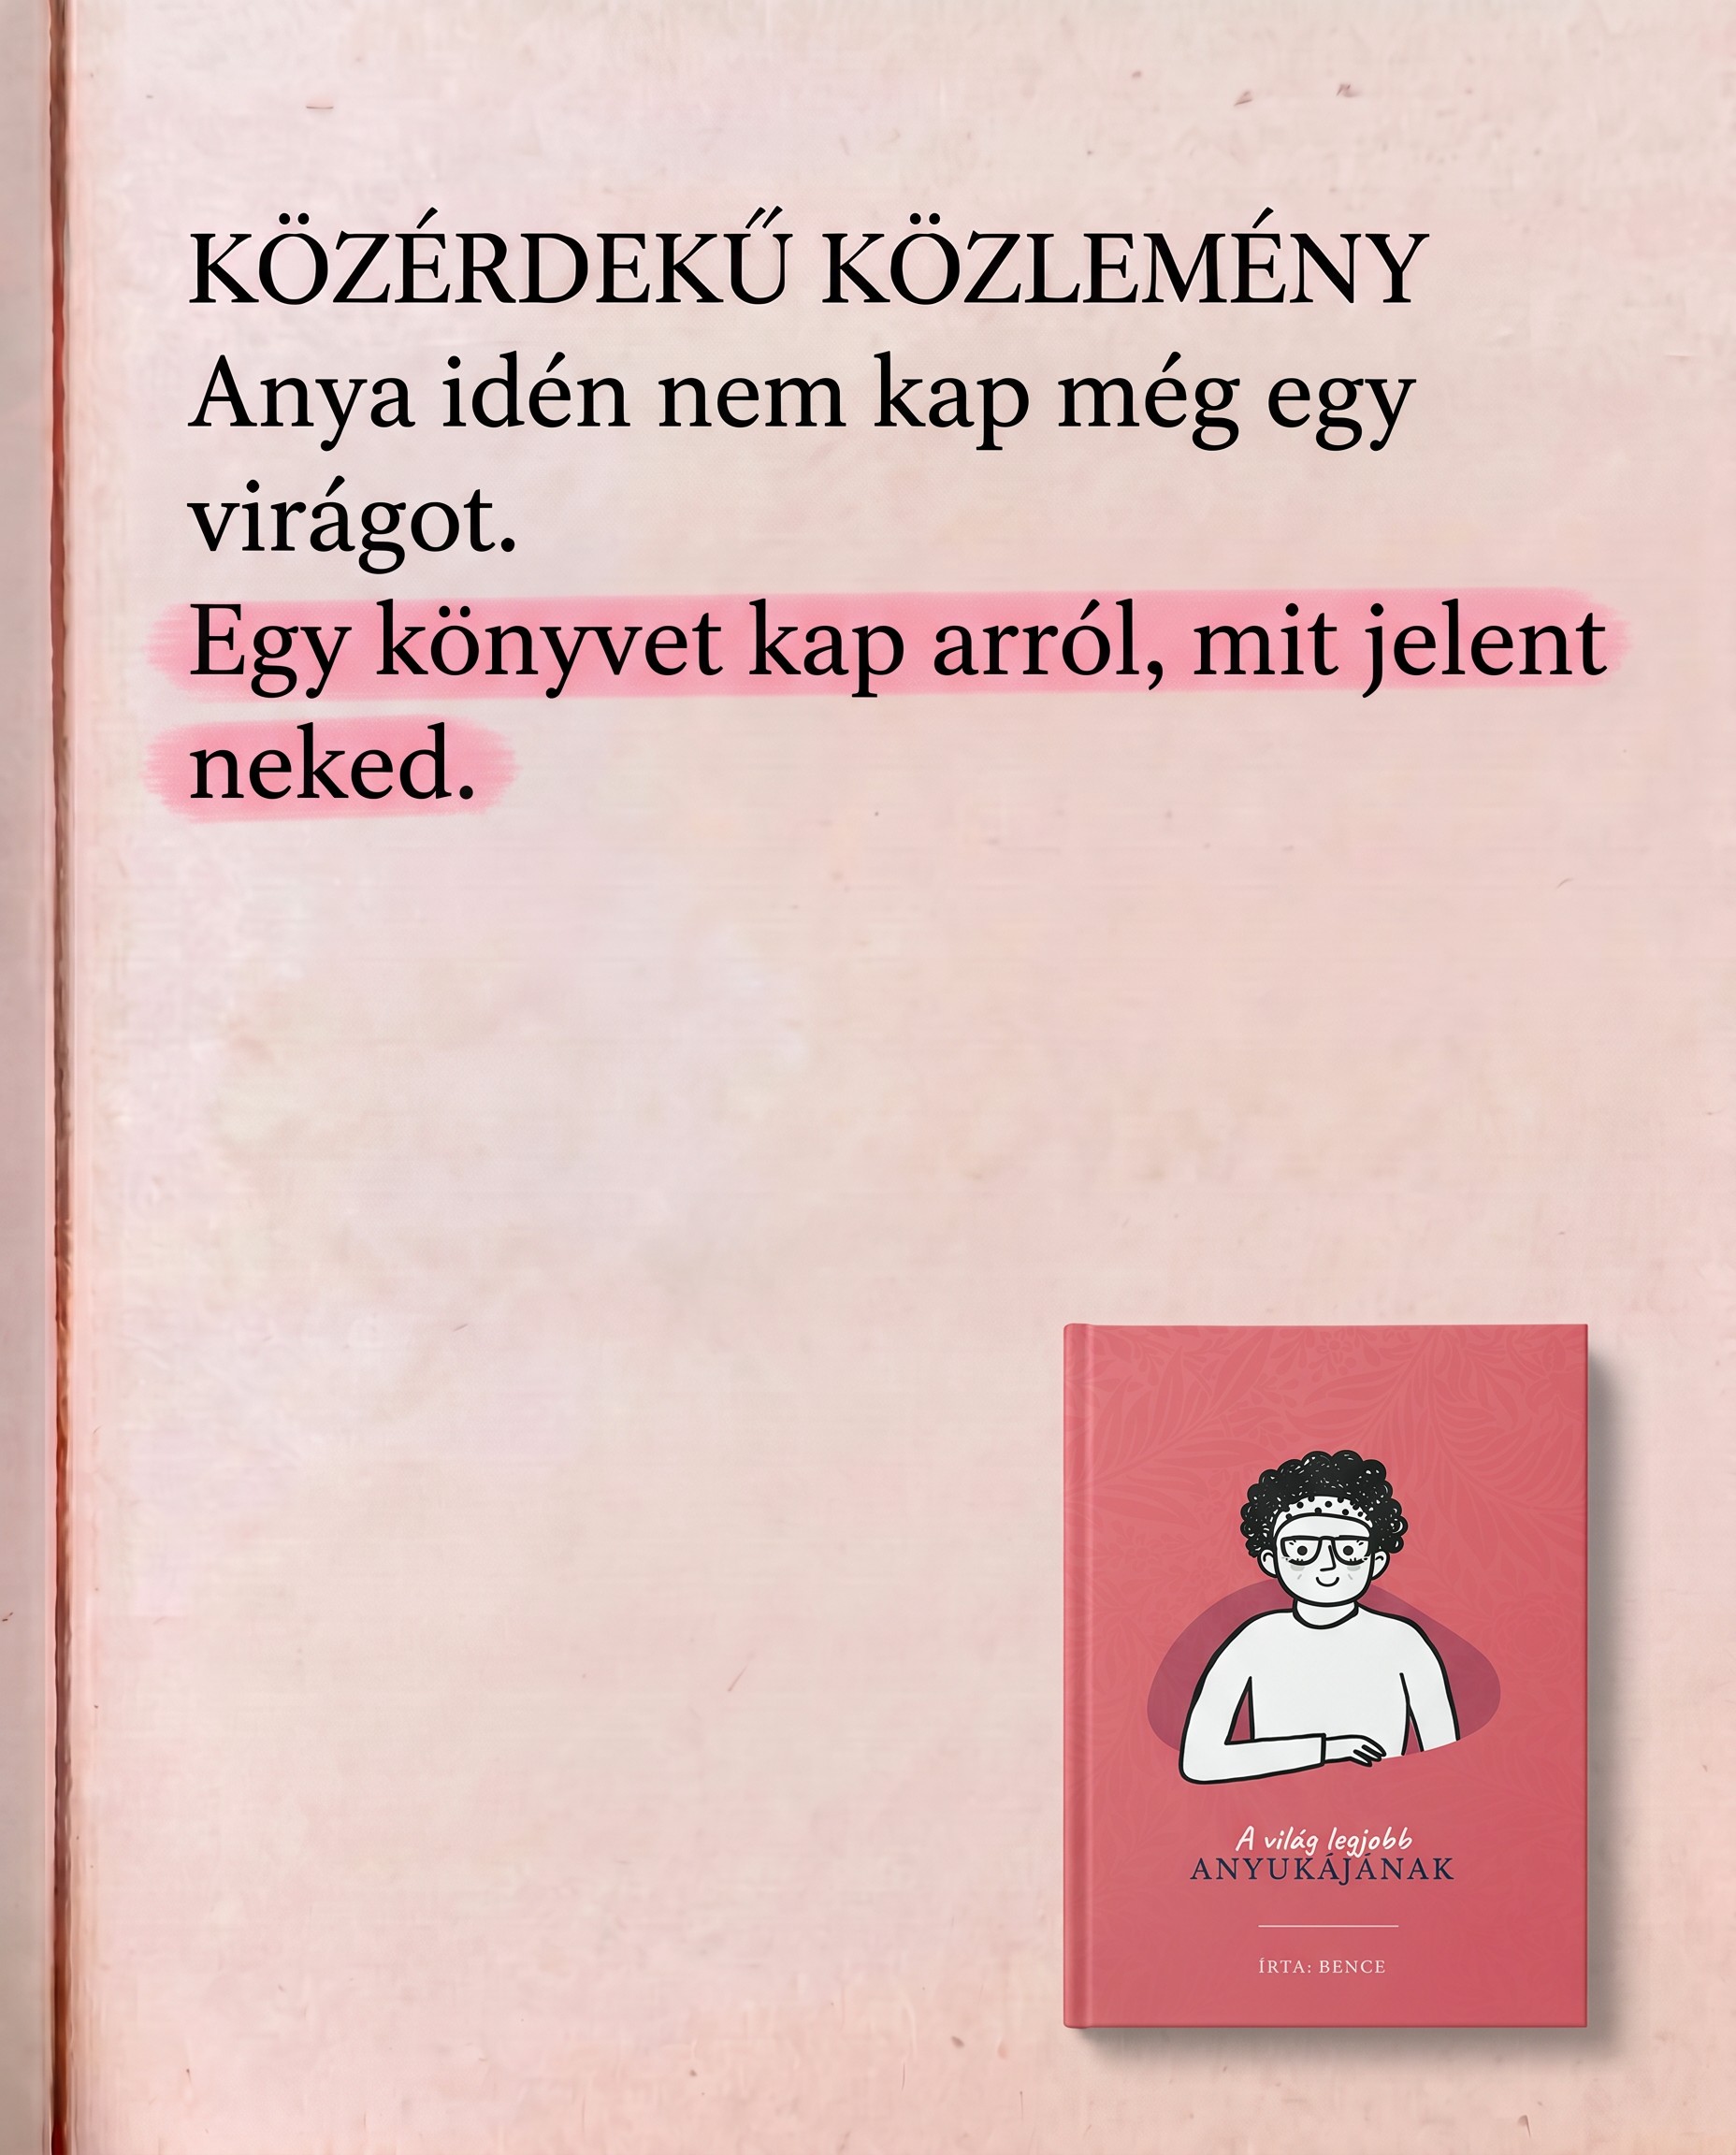 KÖZÉRDEKŰ KÖZLEMÉNY
Anya idén nem kap még egy
virágot.
Egy könyvet kap arról, mit jelent
neked.
A világ legjobb
ANYUKÁJÁNAK
ÍRTA: BENCE